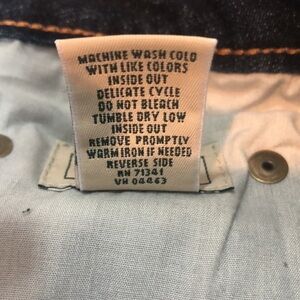 MACHINE WASH COLD
WITH LIKE COLORS
INSIDE OUT
DELICATE CYCLE
DO NOT BLEACH
TUMBLE DRY LOW
INSIDE OUT
REMOVE PROMPTLY
WARM IRON IF NEEDED
REVERSE SIDE
RN 71341
VN 04463